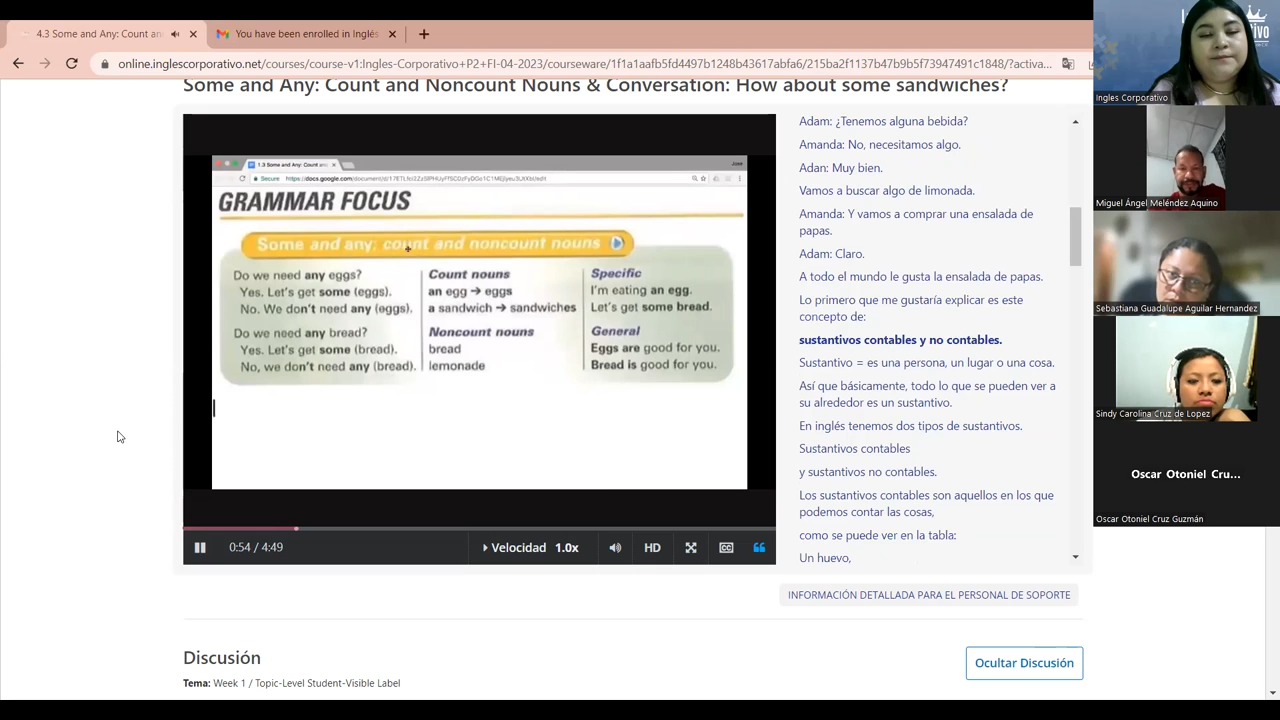 4.3 Some and Any: Count an
You have been enrolled in Inglés
online.inglescorporativo.net/courses/course-v1:Ingles-Corporativo+P2+FI-04-2023/courseware/1f1a1aafb5fd4497b1248b43617abfa6/215ba2f1137b47b9b5f73947491c1848/?activa...
Some and Any: Count and Noncount Nouns & Conversation: How about some sandwiches?
1.3 Some and Any: Count an
Jose
Secure
GRAMMAR FOCUS
Some and any; count and noncount nouns
Do we need any eggs?
Yes. Let's get some (eggs).
No. We don't need any (eggs).
Do we need any bread?
Yes. Let's get some (bread).
No, we don't need any (bread).
Count nouns
an egg → eggs
a sandwich → sandwiches
Noncount nouns
bread
lemonade
Specific
I'm eating an egg.
Let's get some bread.
General
Eggs are good for you.
Bread is good for you.
0:54 / 4:49
Velocidad 1.0x
HD
Adam: ¿Tenemos alguna bebida?
Amanda: No, necesitamos algo.
Adan: Muy bien.
Vamos a buscar algo de limonada.
Amanda: Y vamos a comprar una ensalada de
papas.
Adam: Claro.
A todo el mundo le gusta la ensalada de papas.
Lo primero que me gustaría explicar es este
concepto de:
sustantivos contables y no contables.
Sustantivo = es una persona, un lugar o una cosa.
Así que básicamente, todo lo que se pueden ver a
su alrededor es un sustantivo.
En inglés tenemos dos tipos de sustantivos.
Sustantivos contables
y sustantivos no contables.
Los sustantivos contables son aquellos en los que
podemos contar las cosas,
como se puede ver en la tabla:
Un huevo,
INFORMACIÓN DETALLADA PARA EL PERSONAL DE SOPORTE
Discusión
Ocultar Discusión
Tema: Week 1 / Topic-Level Student-Visible Label
Ingles Corporativo
Miguel Ángel Meléndez Aquino
Sebastiana Guadalupe Aguilar Hernandez
Sindy Carolina Cruz de Lopez
Oscar Otoniel Cru...
Oscar Otoniel Cruz Guzmán